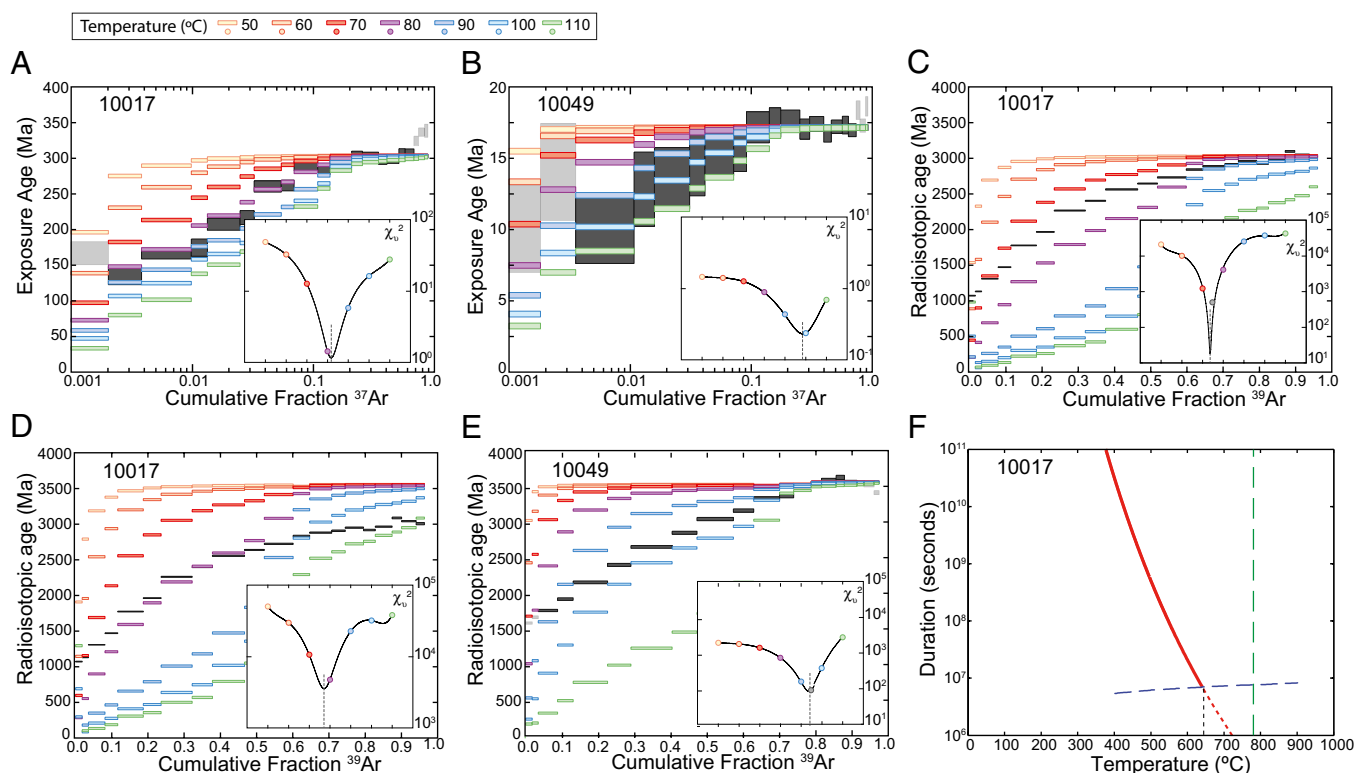 Temperature (ºC) 50 60 70 80 90 100 110
A
10017
Exposure Age (Ma)
400
350
300
250
200
150
100
50
0
0.001 0.01 0.1 1.0
Cumulative Fraction ³⁷Ar
χυ²
10²
10¹
10⁰
B
10049
Exposure Age (Ma)
20
15
10
5
0
0.001 0.01 0.1 1.0
Cumulative Fraction ³⁷Ar
χυ²
10¹
10⁰
10⁻¹
C
10017
Radioisotopic age (Ma)
4000
3500
3000
2500
2000
1500
1000
500
0
0.0 0.1 0.2 0.3 0.4 0.5 0.6 0.7 0.8 0.9 1.0
Cumulative Fraction ³⁹Ar
χυ²
10⁵
10⁴
10³
10²
10¹
D
10017
Radioisotopic age (Ma)
4000
3500
3000
2500
2000
1500
1000
500
0
0.0 0.1 0.2 0.3 0.4 0.5 0.6 0.7 0.8 0.9 1.0
Cumulative Fraction ³⁹Ar
χυ²
10⁵
10⁴
10³
E
10049
Radioisotopic age (Ma)
4000
3500
3000
2500
2000
1500
1000
500
0
0.0 0.1 0.2 0.3 0.4 0.5 0.6 0.7 0.8 0.9 1.0
Cumulative Fraction ³⁹Ar
χυ²
10⁵
10⁴
10³
10²
10¹
F
10017
Duration (seconds)
10¹¹
10¹⁰
10⁹
10⁸
10⁷
10⁶
0 100 200 300 400 500 600 700 800 900 1000
Temperature (ºC)